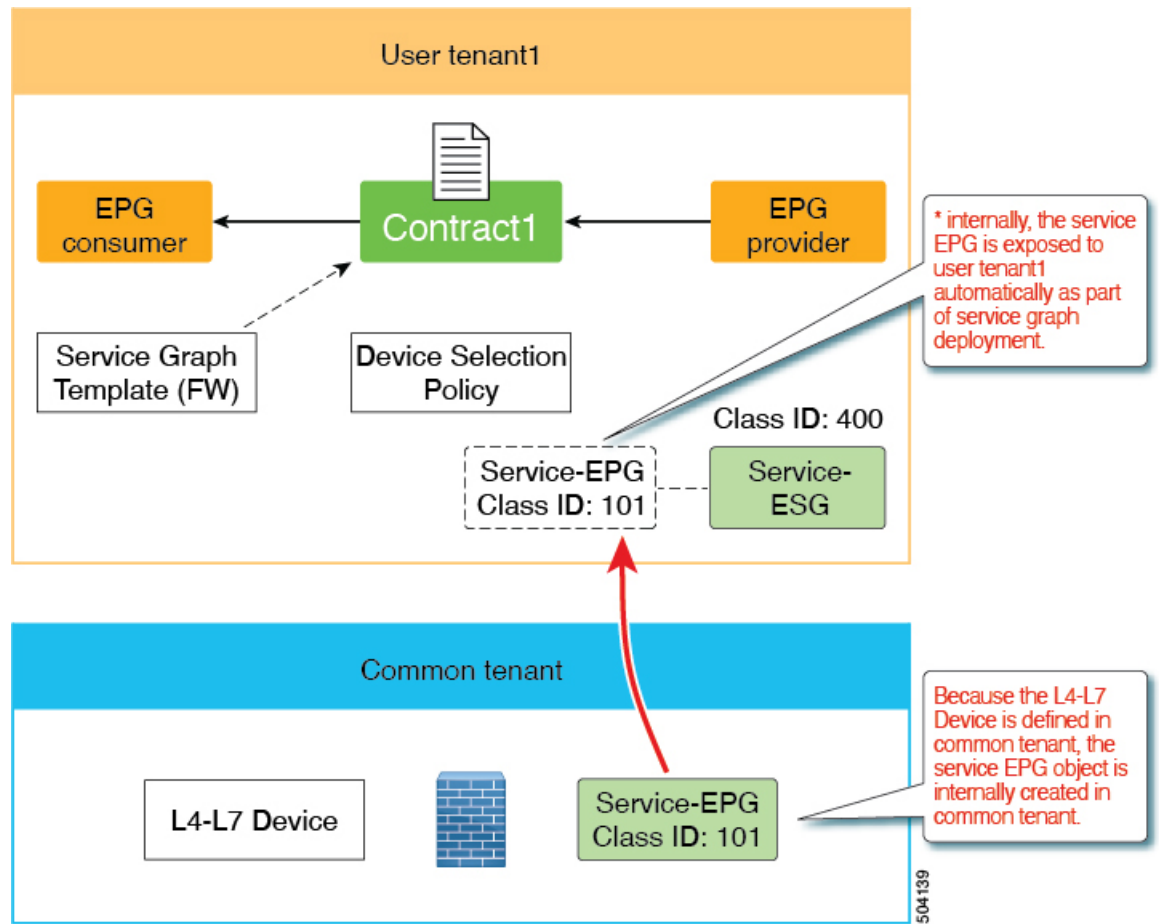 User tenant1
EPG
consumer
Contract1
EPG
provider
* internally, the service
EPG is exposed to
user tenant1
automatically as part
of service graph
deployment.
Service Graph
Template (FW)
Device Selection
Policy
Class ID: 400
Service-EPG
Class ID: 101
Service-
ESG
Common tenant
Because the L4-L7
Device is defined in
common tenant, the
service EPG object is
internally created in
common tenant.
L4-L7 Device
Service-EPG
Class ID: 101
504139